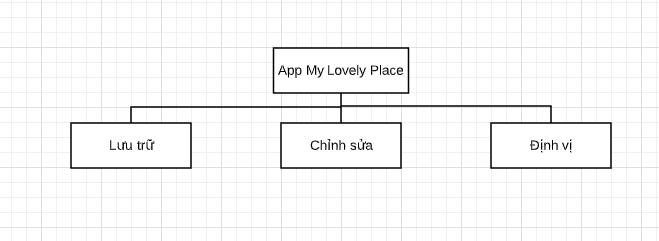 App My Lovely Place
Lưu trữ
Chỉnh sửa
Định vị